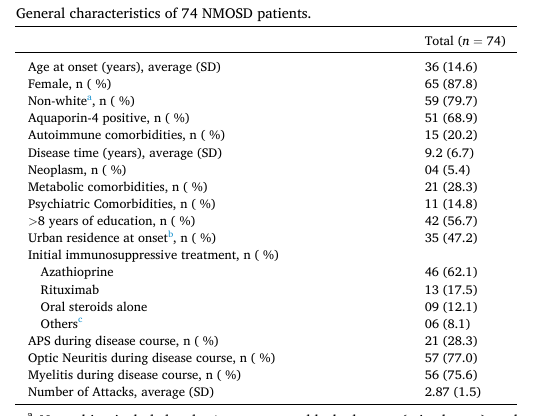 General characteristics of 74 NMOSD patients.
Total (n = 74)
Age at onset (years), average (SD) 36 (14.6)
Female, n ( %) 65 (87.8)
Non-whiteª, n ( %) 59 (79.7)
Aquaporin-4 positive, n ( %) 51 (68.9)
Autoimmune comorbidities, n ( %) 15 (20.2)
Disease time (years), average (SD) 9.2 (6.7)
Neoplasm, n ( %) 04 (5.4)
Metabolic comorbidities, n ( %) 21 (28.3)
Psychiatric Comorbidities, n ( %) 11 (14.8)
>8 years of education, n ( %) 42 (56.7)
Urban residence at onsetᵇ, n ( %) 35 (47.2)
Initial immunosuppressive treatment, n ( %)
Azathioprine 46 (62.1)
Rituximab 13 (17.5)
Oral steroids alone 09 (12.1)
Othersᶜ 06 (8.1)
APS during disease course, n ( %) 21 (28.3)
Optic Neuritis during disease course, n ( %) 57 (77.0)
Myelitis during disease course, n ( %) 56 (75.6)
Number of Attacks, average (SD) 2.87 (1.5)